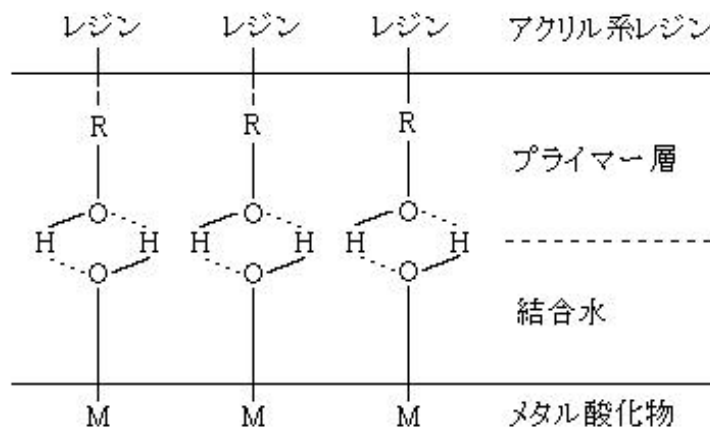 レジン レジン レジン アクリル系レジン
R R R
プライマー層
O O O
H H H H H H
O O O
結合水
M M M メタル酸化物